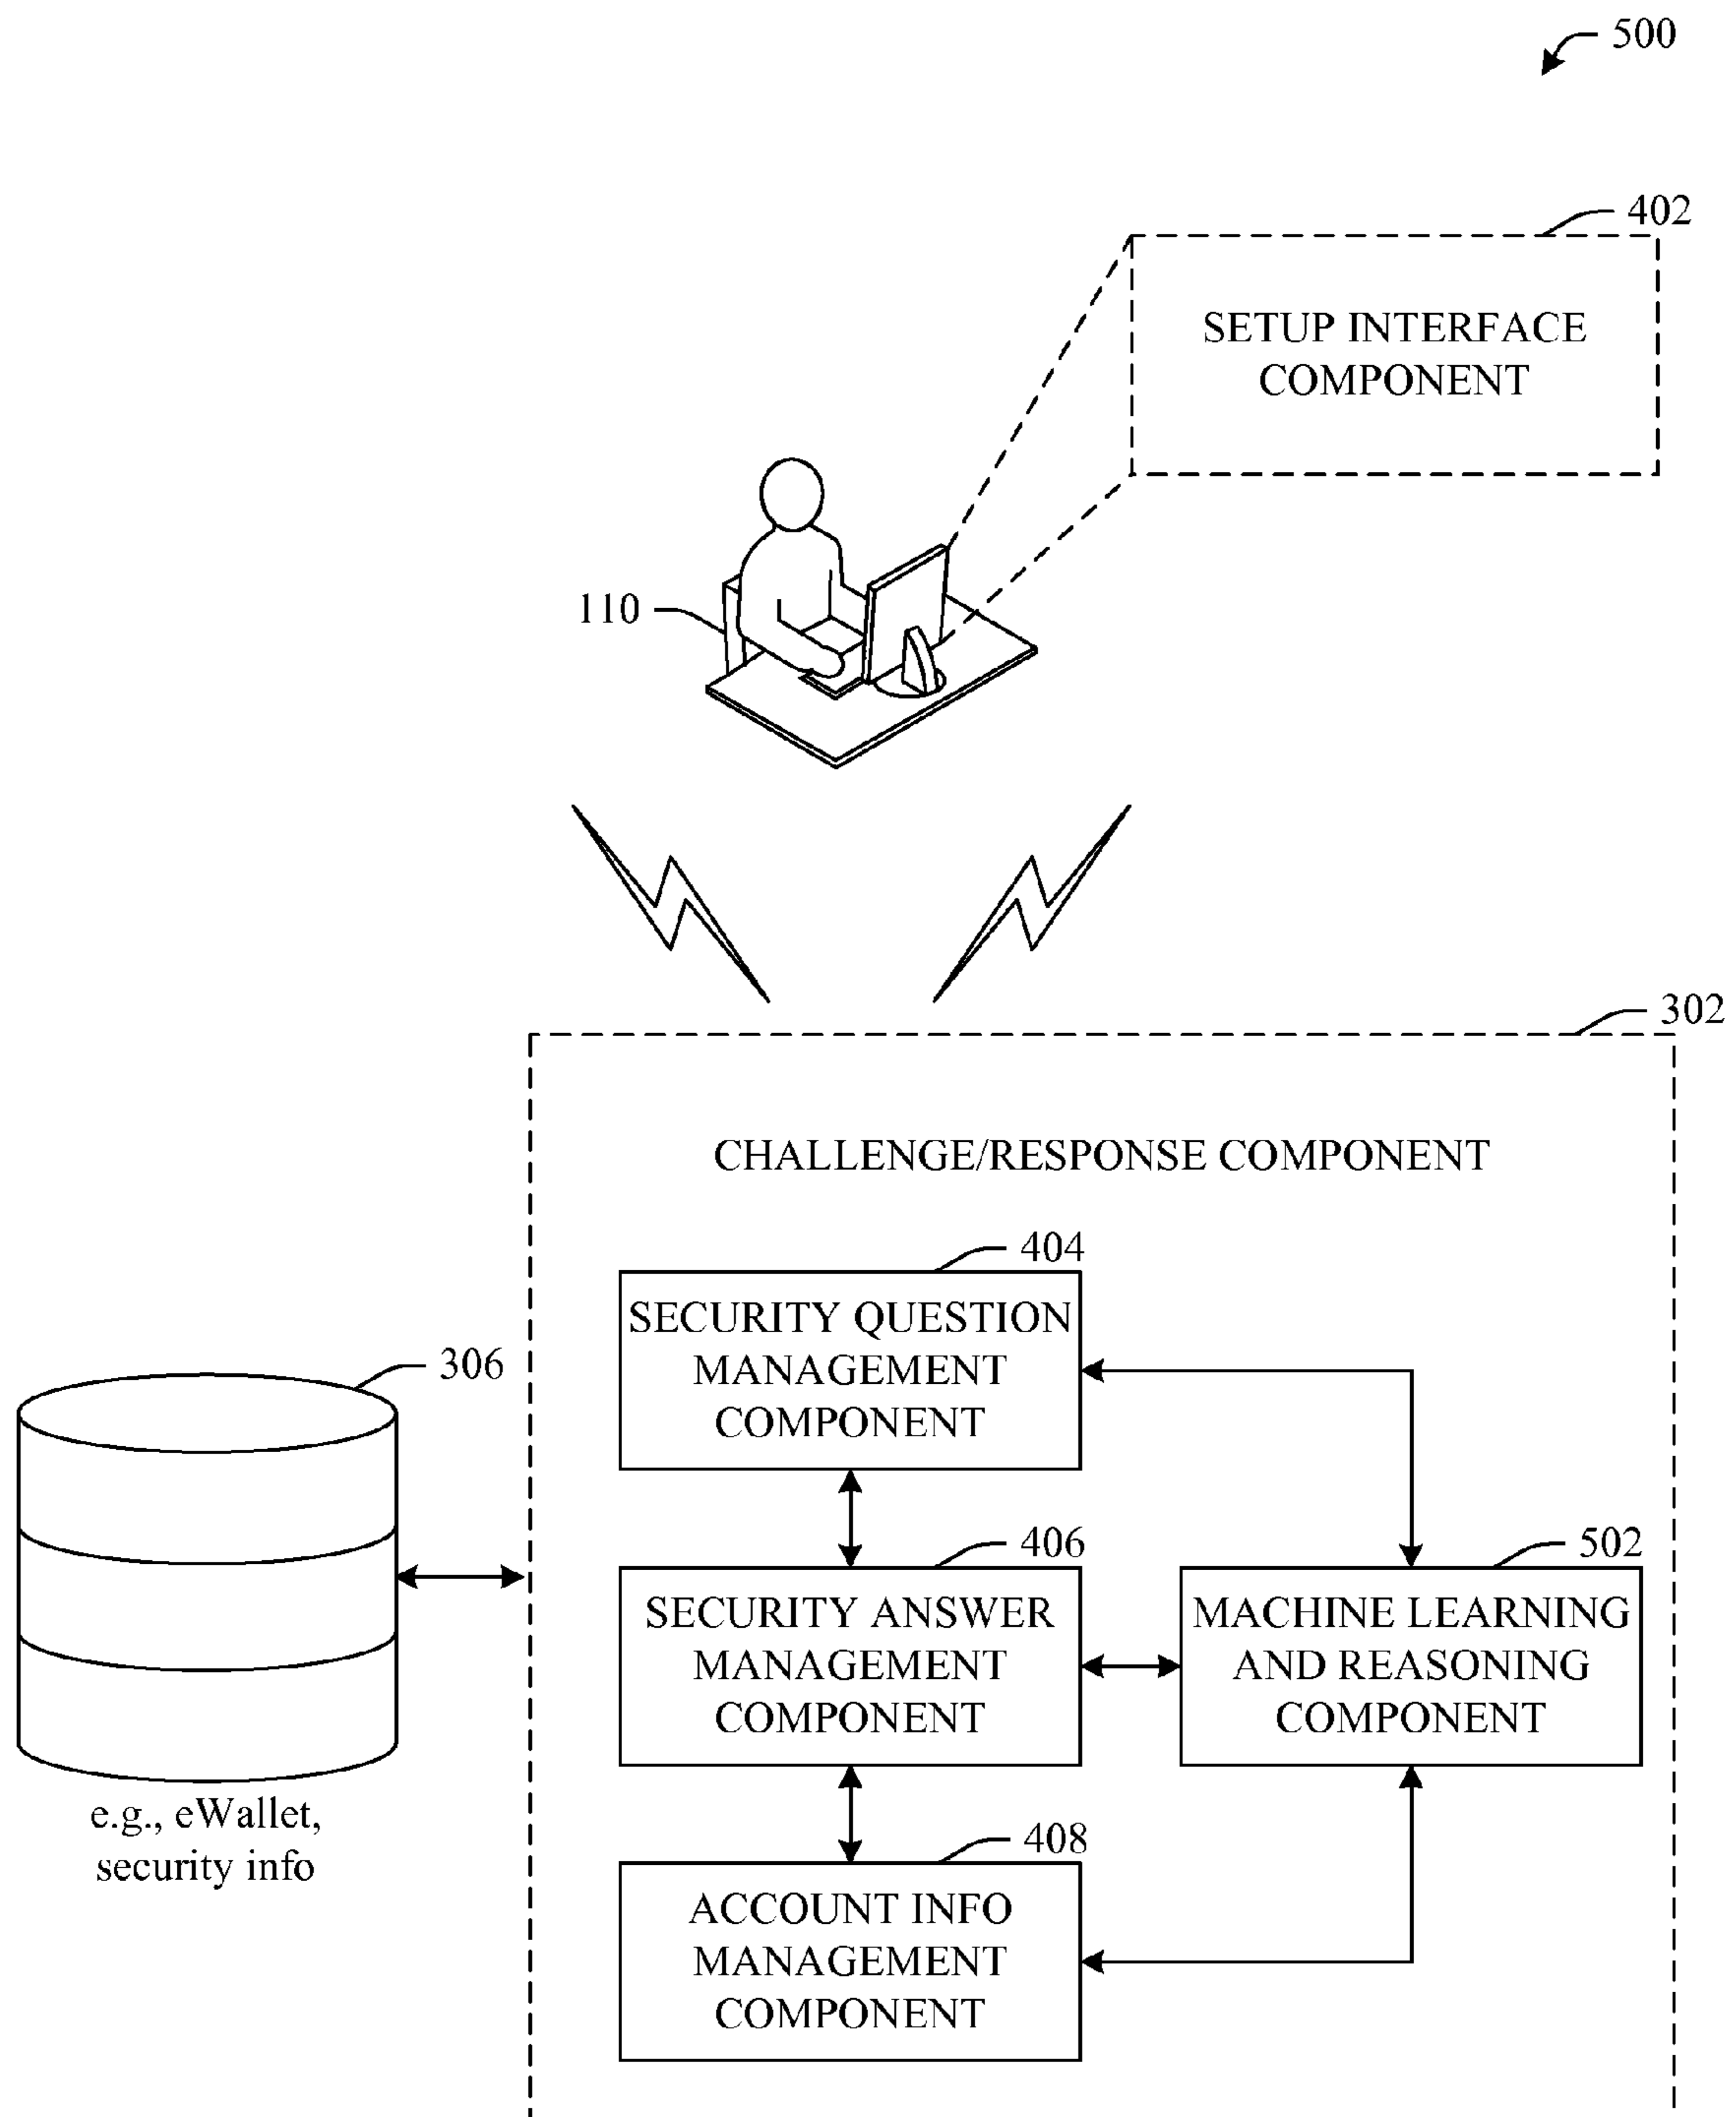 500
402
SETUP INTERFACE
COMPONENT
110
302
CHALLENGE/RESPONSE COMPONENT
404
SECURITY QUESTION
MANAGEMENT
COMPONENT
306
406
SECURITY ANSWER
MANAGEMENT
COMPONENT
502
MACHINE LEARNING
AND REASONING
COMPONENT
e.g., eWallet,
security info
408
ACCOUNT INFO
MANAGEMENT
COMPONENT